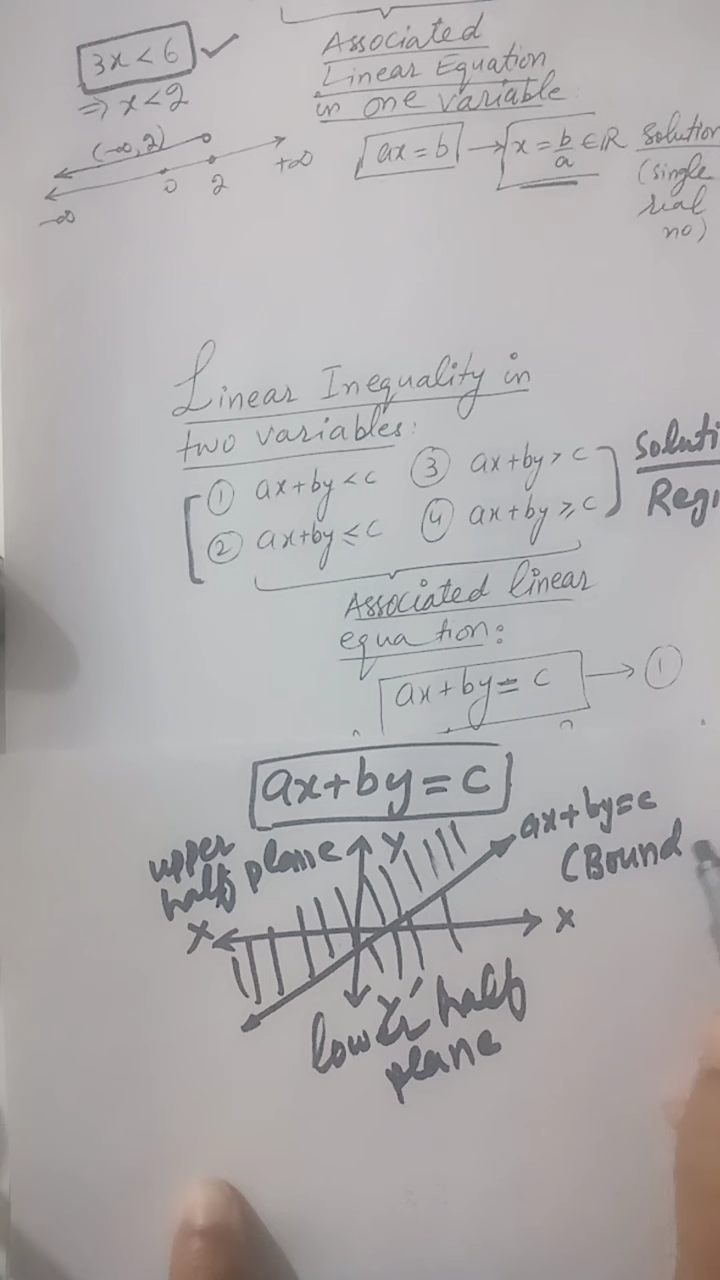 3x < 6 ✓
⇒ x < 2
(-∞, 2)
-∞ 0 2 +∞
Associated
Linear Equation
in one variable
ax = b → x = b/a ∈ R Solution
(single
real
no)
Linear Inequality in
two variables:
① ax+by < c ③ ax+by > c
② ax+by ≤ c ④ ax+by ≥ c
Associated linear
equation:
ax+by = c → ①
ax+by = c
upper
half plane
Y
ax+by=c
(Bound
X X
Y'
lower half
plane